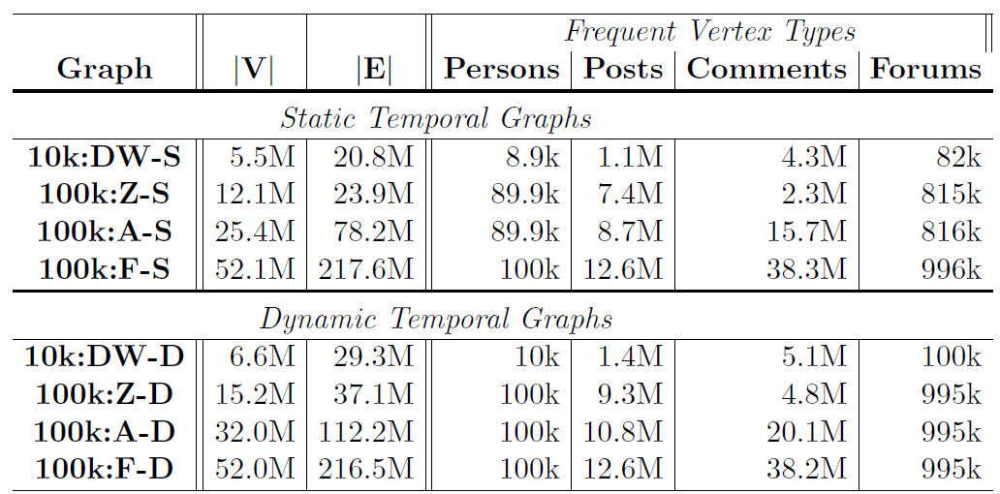 Frequent Vertex Types
Graph |V| |E| Persons Posts Comments Forums
Static Temporal Graphs
10k:DW-S 5.5M 20.8M 8.9k 1.1M 4.3M 82k
100k:Z-S 12.1M 23.9M 89.9k 7.4M 2.3M 815k
100k:A-S 25.4M 78.2M 89.9k 8.7M 15.7M 816k
100k:F-S 52.1M 217.6M 100k 12.6M 38.3M 996k
Dynamic Temporal Graphs
10k:DW-D 6.6M 29.3M 10k 1.4M 5.1M 100k
100k:Z-D 15.2M 37.1M 100k 9.3M 4.8M 995k
100k:A-D 32.0M 112.2M 100k 10.8M 20.1M 995k
100k:F-D 52.0M 216.5M 100k 12.6M 38.2M 995k